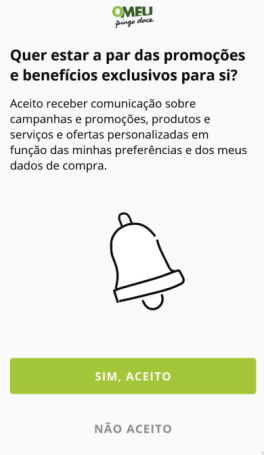 O MEU
pingo doce
Quer estar a par das promoções
e benefícios exclusivos para si?
Aceito receber comunicação sobre
campanhas e promoções, produtos e
serviços e ofertas personalizadas em
função das minhas preferências e dos meus
dados de compra.
SIM, ACEITO
NÃO ACEITO